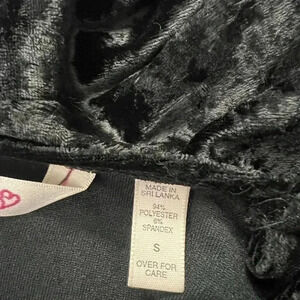 MADE IN
SRI LANKA
94%
POLYESTER
6%
SPANDEX
S
OVER FOR
CARE